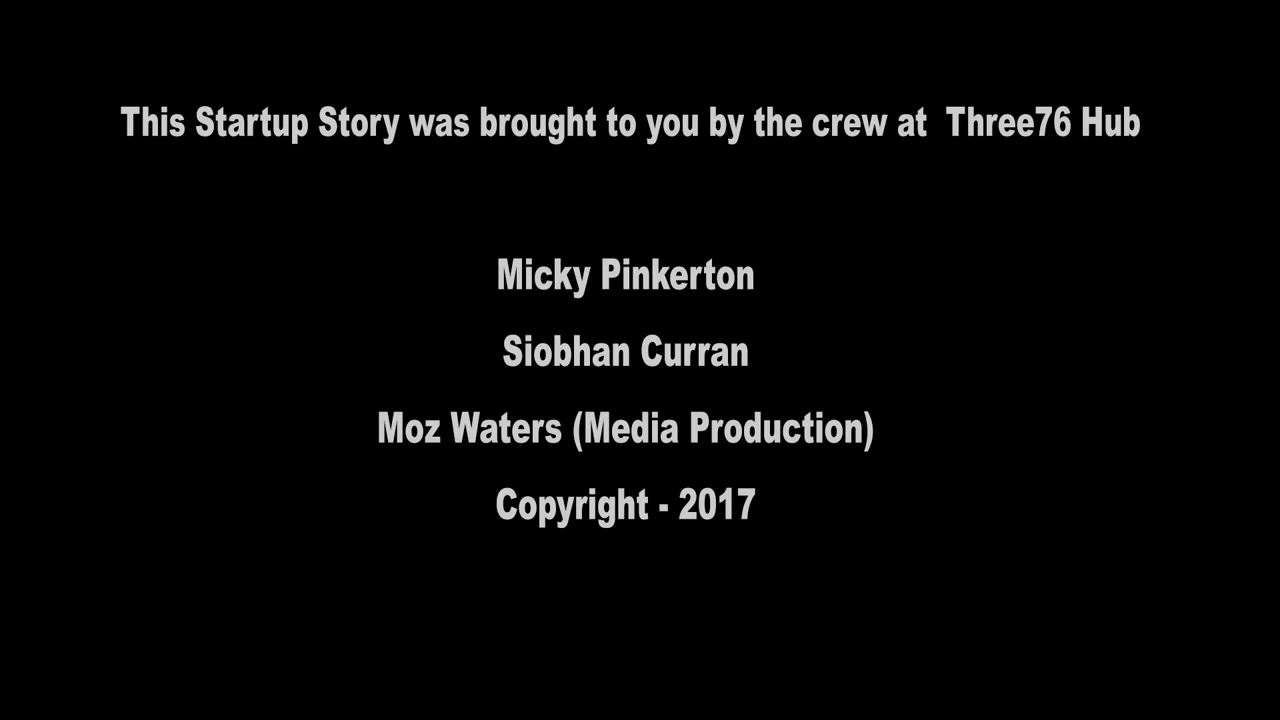 This Startup Story was brought to you by the crew at  Three76 Hub
Micky Pinkerton
Siobhan Curran
Moz Waters (Media Production)
Copyright - 2017